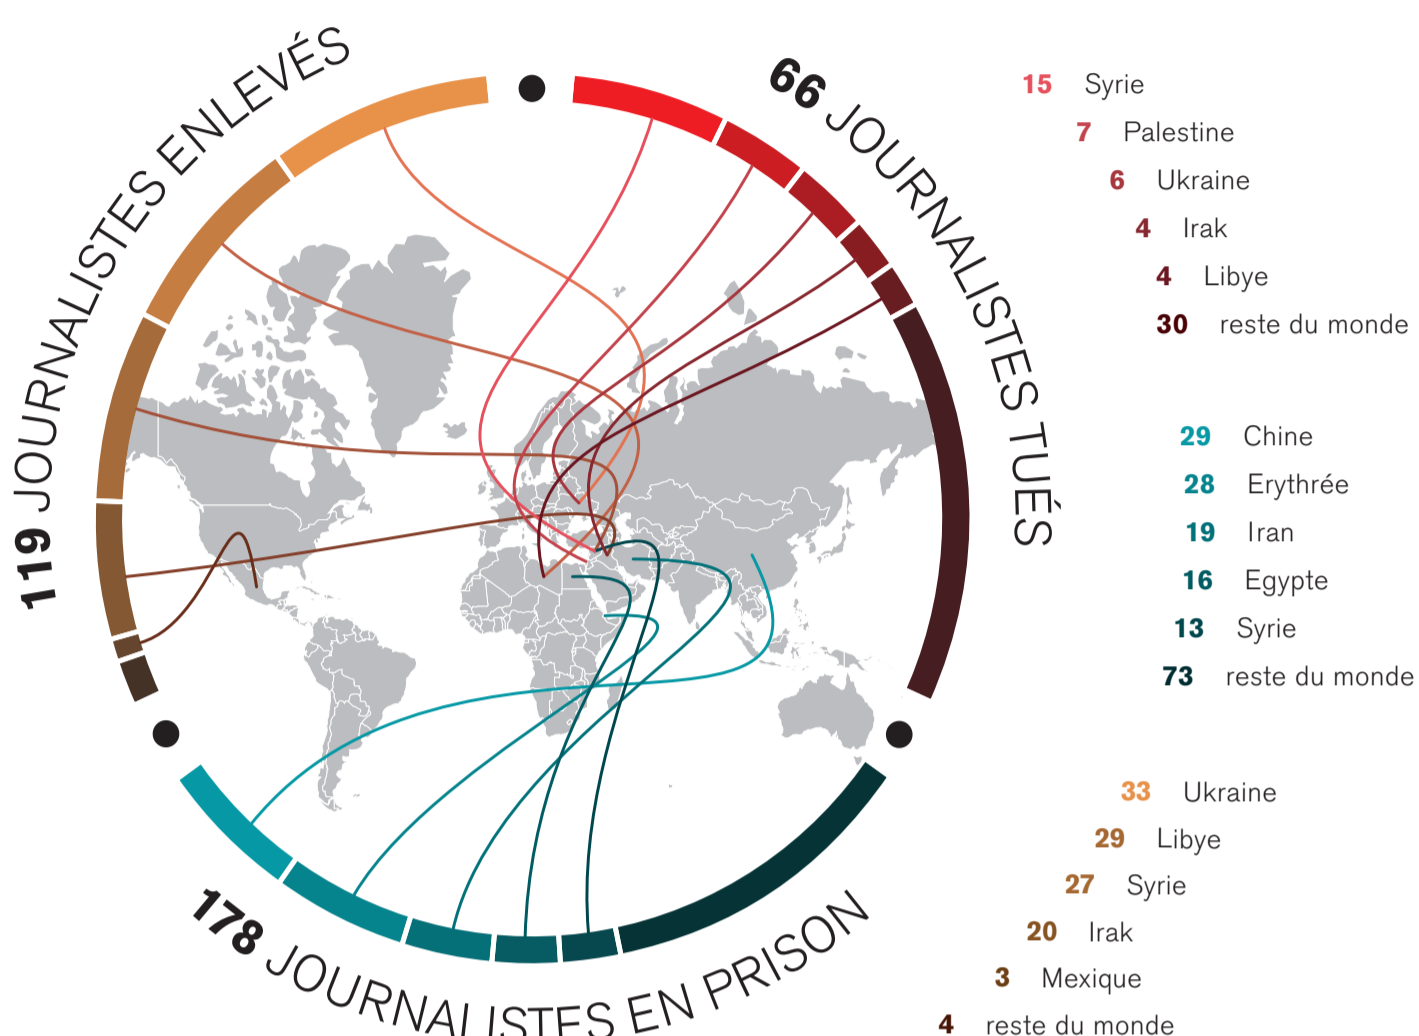 119 JOURNALISTES ENLEVÉS
66 JOURNALISTES TUÉS
178 JOURNALISTES EN PRISON
15 Syrie
7 Palestine
6 Ukraine
4 Irak
4 Libye
30 reste du monde
29 Chine
28 Erythrée
19 Iran
16 Egypte
13 Syrie
73 reste du monde
33 Ukraine
29 Libye
27 Syrie
20 Irak
3 Mexique
4 reste du monde